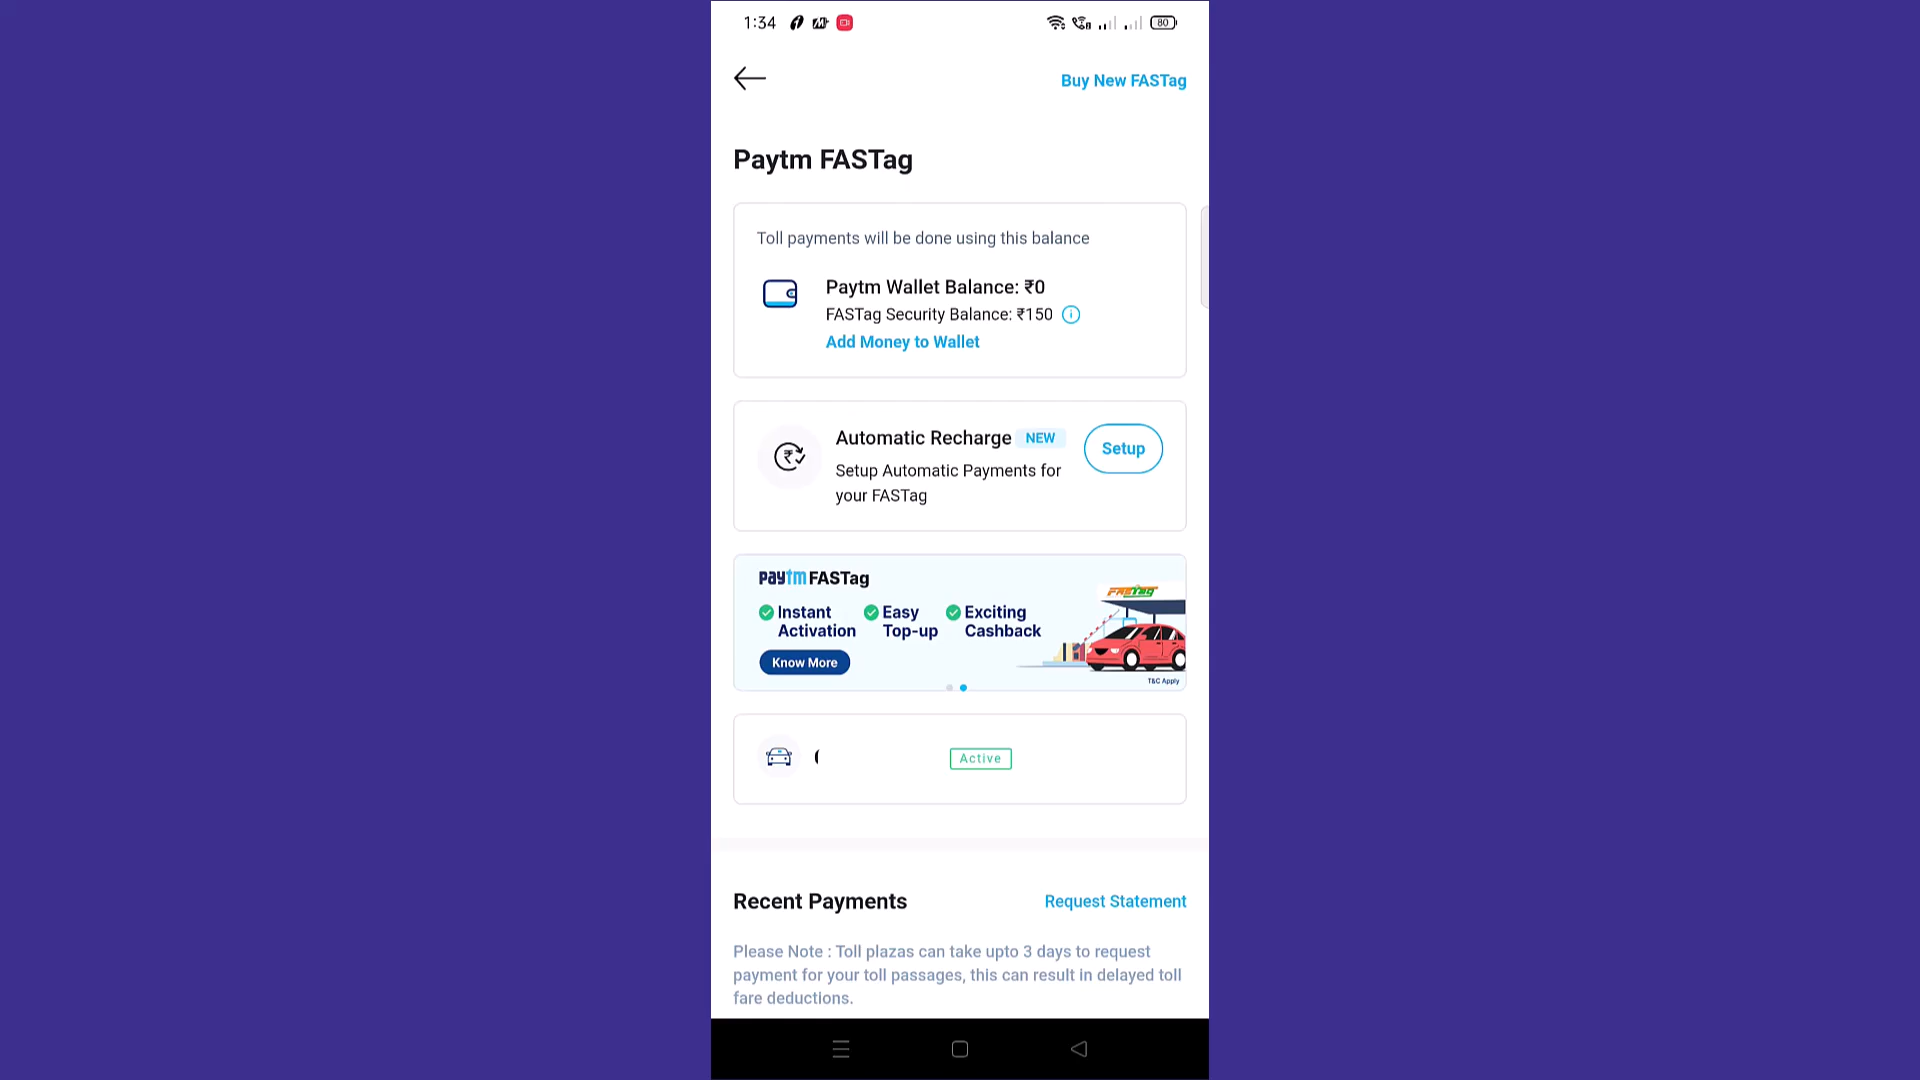 1:34
80
Buy New FASTag
Paytm FASTag
Toll payments will be done using this balance
Paytm Wallet Balance: ₹0
FASTag Security Balance: ₹150
Add Money to Wallet
Automatic Recharge NEW
Setup Automatic Payments for
your FASTag
Setup
paytm FASTag
Instant
Activation
Easy
Top-up
Exciting
Cashback
Know More
FASTag
T&C Apply
Active
Recent Payments
Request Statement
Please Note : Toll plazas can take upto 3 days to request
payment for your toll passages, this can result in delayed toll
fare deductions.